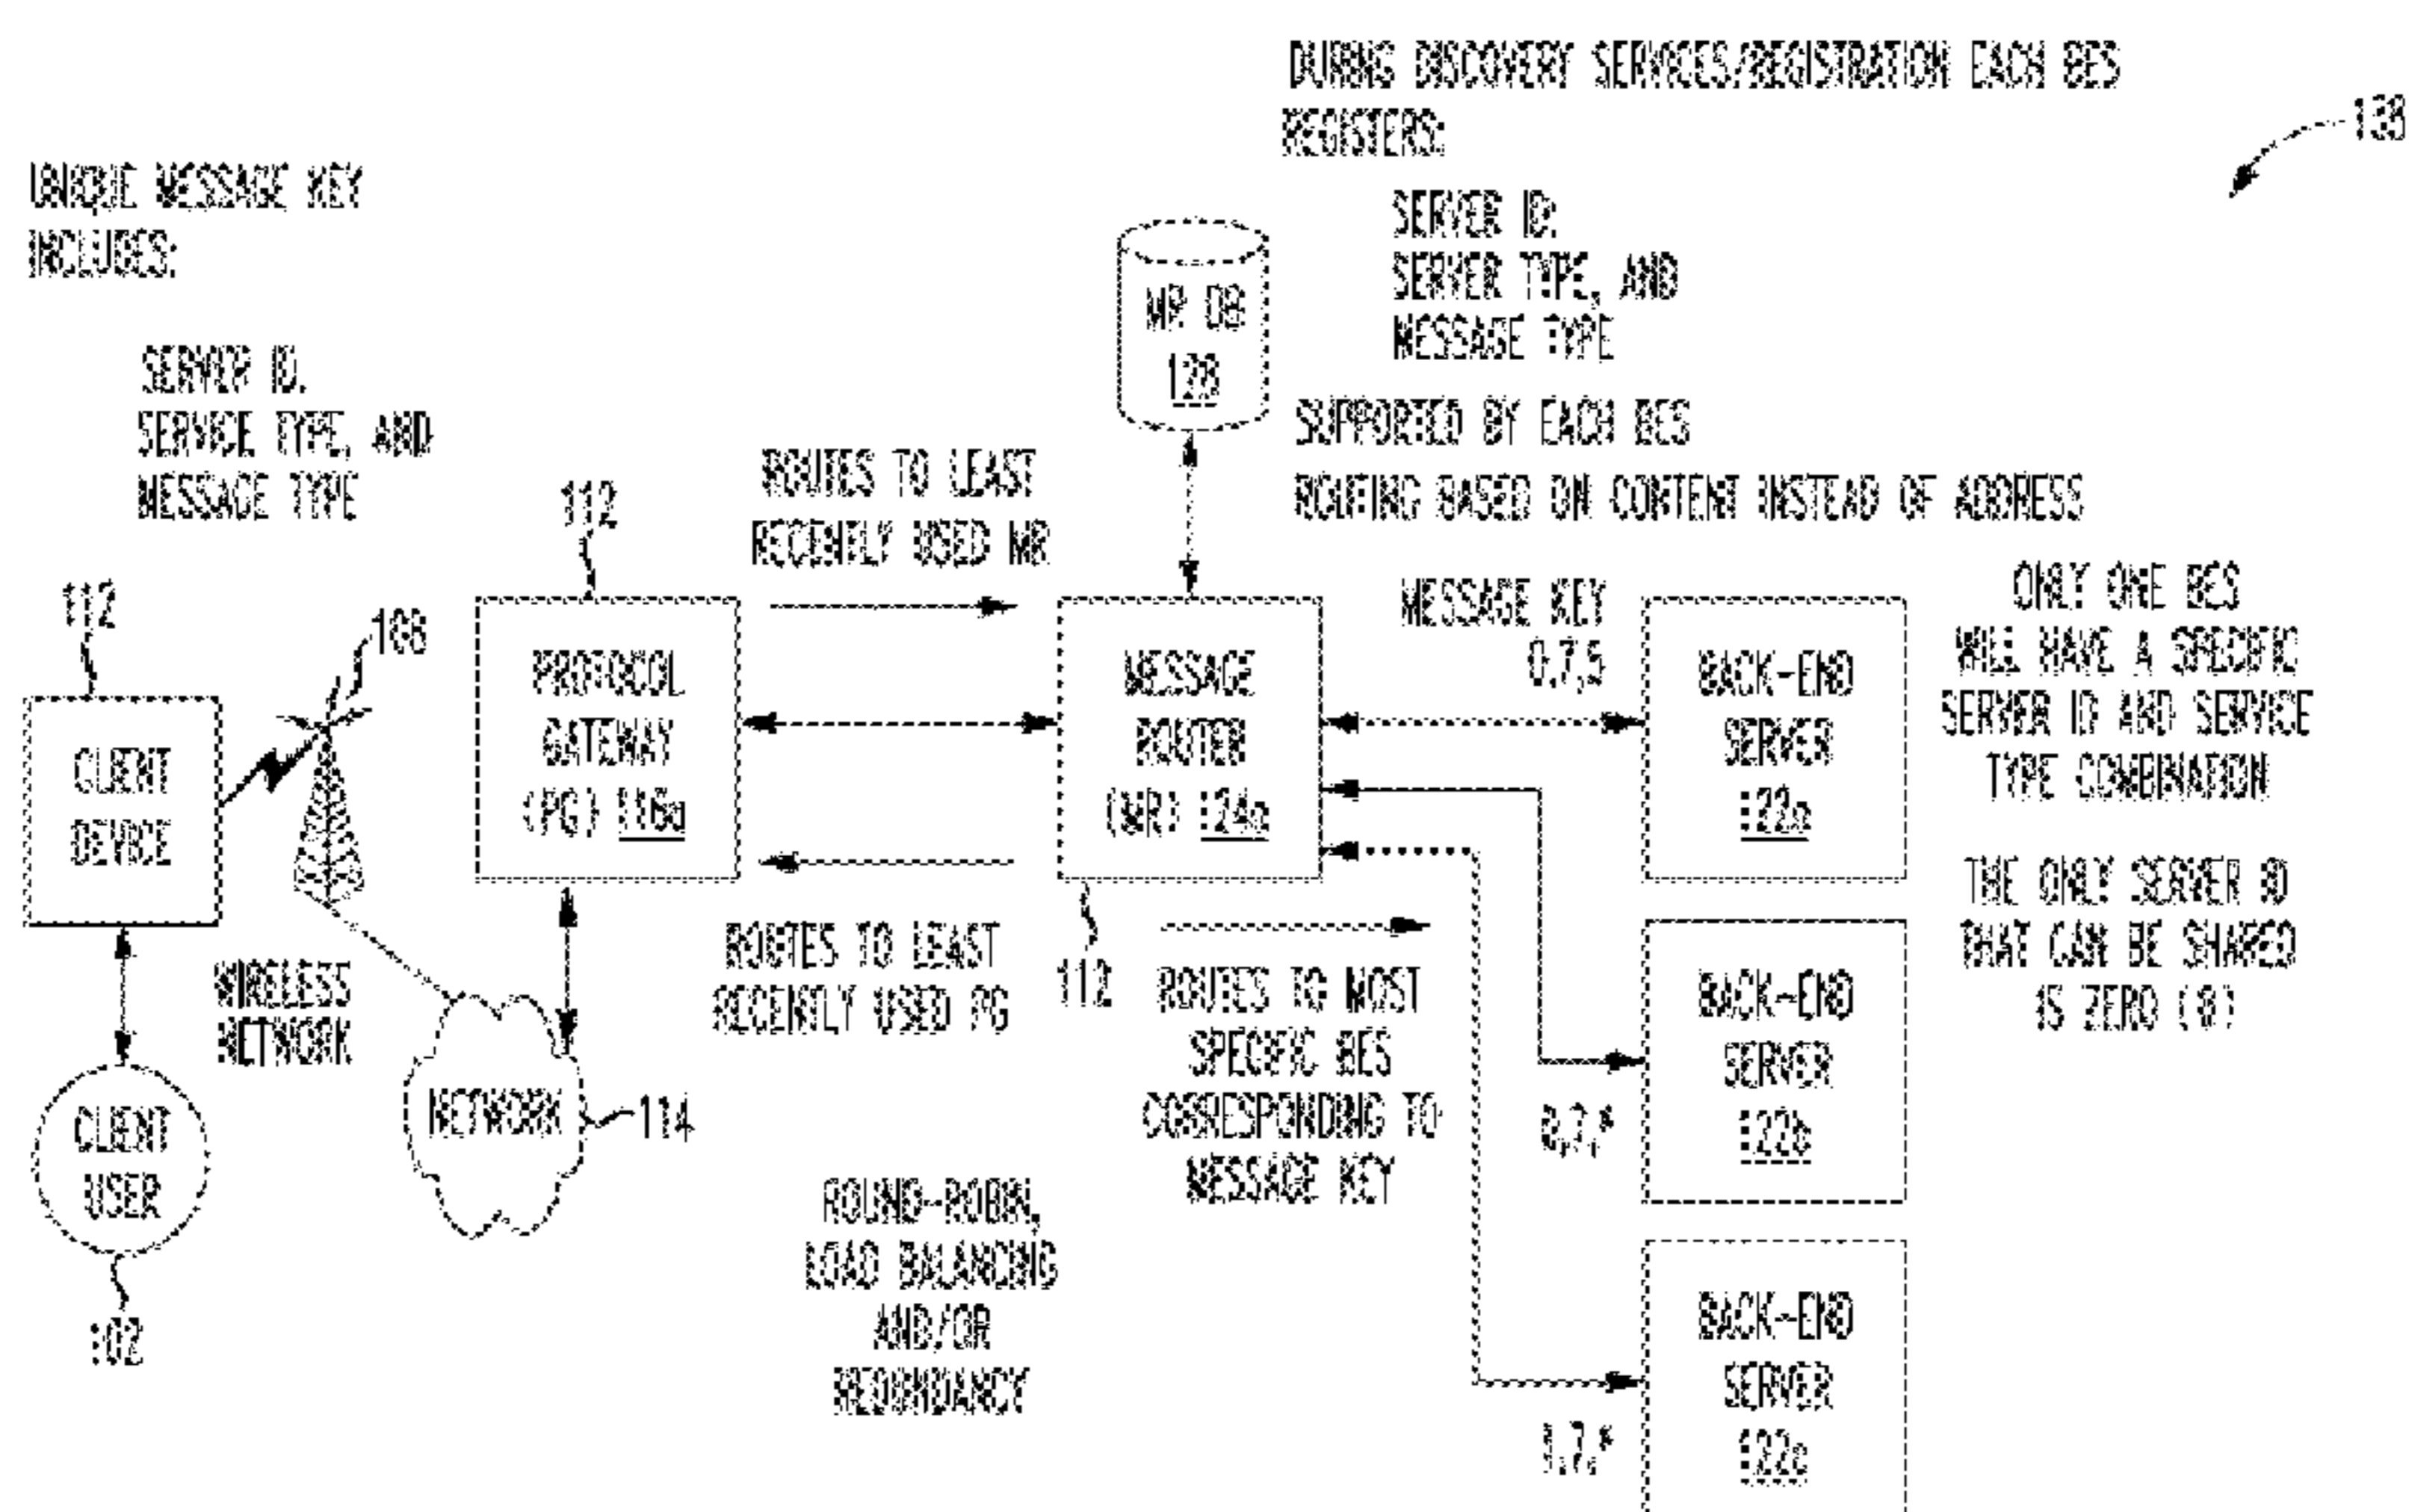 DURING DISCOVERY SERVICES/REGISTRATION EACH BES
REGISTERS:
138
SERVER ID;
SERVER TYPE, AND
MESSAGE TYPE
SUPPORTED BY EACH BES
ROUTING BASED ON CONTENT INSTEAD OF ADDRESS
UNIQUE MESSAGE KEY
INCLUDES:
SERVER ID,
SERVICE TYPE, AND
MESSAGE TYPE
MR DB
128
112
108
CLIENT
DEVICE
CLIENT
USER
102
WIRELESS
NETWORK
NETWORK
114
112
PROTOCOL
GATEWAY
(PG) 116a
ROUTES TO LEAST
RECENTLY USED MR
ROUTES TO LEAST
RECENTLY USED PG
ROUND-ROBIN,
LOAD BALANCING
AND/OR
REDUNDANCY
MESSAGE
ROUTER
(MR) 124a
112
ROUTES TO MOST
SPECIFIC BES
CORRESPONDING TO
MESSAGE KEY
MESSAGE KEY
0,7,5
BACK-END
SERVER
122a
0,7,*
BACK-END
SERVER
122b
1,7,*
BACK-END
SERVER
122c
ONLY ONE BES
WILL HAVE A SPECIFIC
SERVER ID AND SERVICE
TYPE COMBINATION
THE ONLY SERVER ID
THAT CAN BE SHARED
IS ZERO (0)